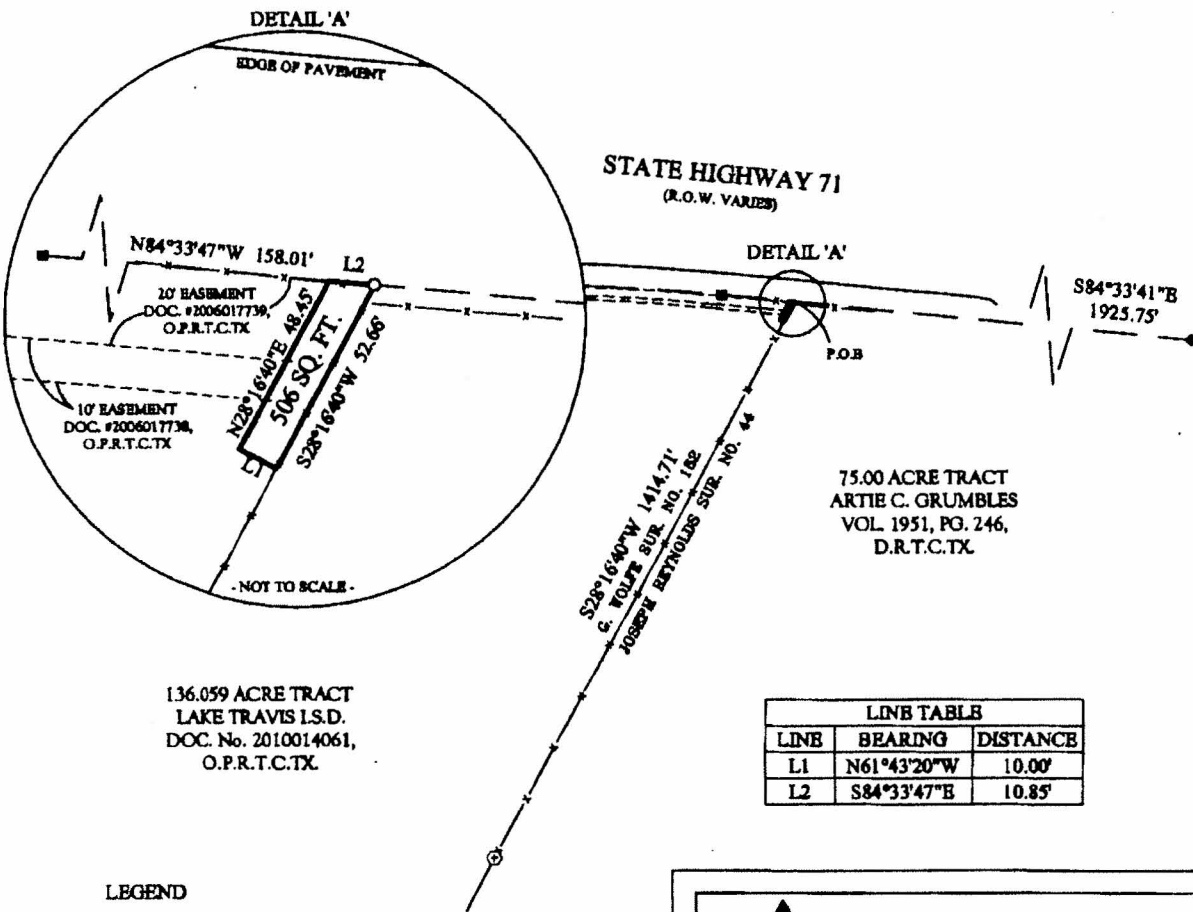 DETAIL 'A'
EDGE OF PAVEMENT
N84°33'47"W 158.01'
L2
20' EASEMENT
DOC. #2006017739,
O.P.R.T.C.TX
10' EASEMENT
DOC. #2006017738,
O.P.R.T.C.TX
N28°16'40"E 48.45'
506 SQ. FT.
S28°16'40"W 52.66'
L1
- NOT TO SCALE -
STATE HIGHWAY 71
(R.O.W. VARIES)
DETAIL 'A'
P.O.B
S84°33'41"E
1925.75'
S28°16'40"W 1414.71'
G. WOLFE SUR. NO. 182
JOSEPH REYNOLDS SUR. NO. 44
75.00 ACRE TRACT
ARTIE C. GRUMBLES
VOL. 1951, PG. 246,
D.R.T.C.TX.
136.059 ACRE TRACT
LAKE TRAVIS I.S.D.
DOC. No. 2010014061,
O.P.R.T.C.TX.
LINE TABLE
LINE BEARING DISTANCE
L1 N61°43'20"W 10.00'
L2 S84°33'47"E 10.85'
LEGEND